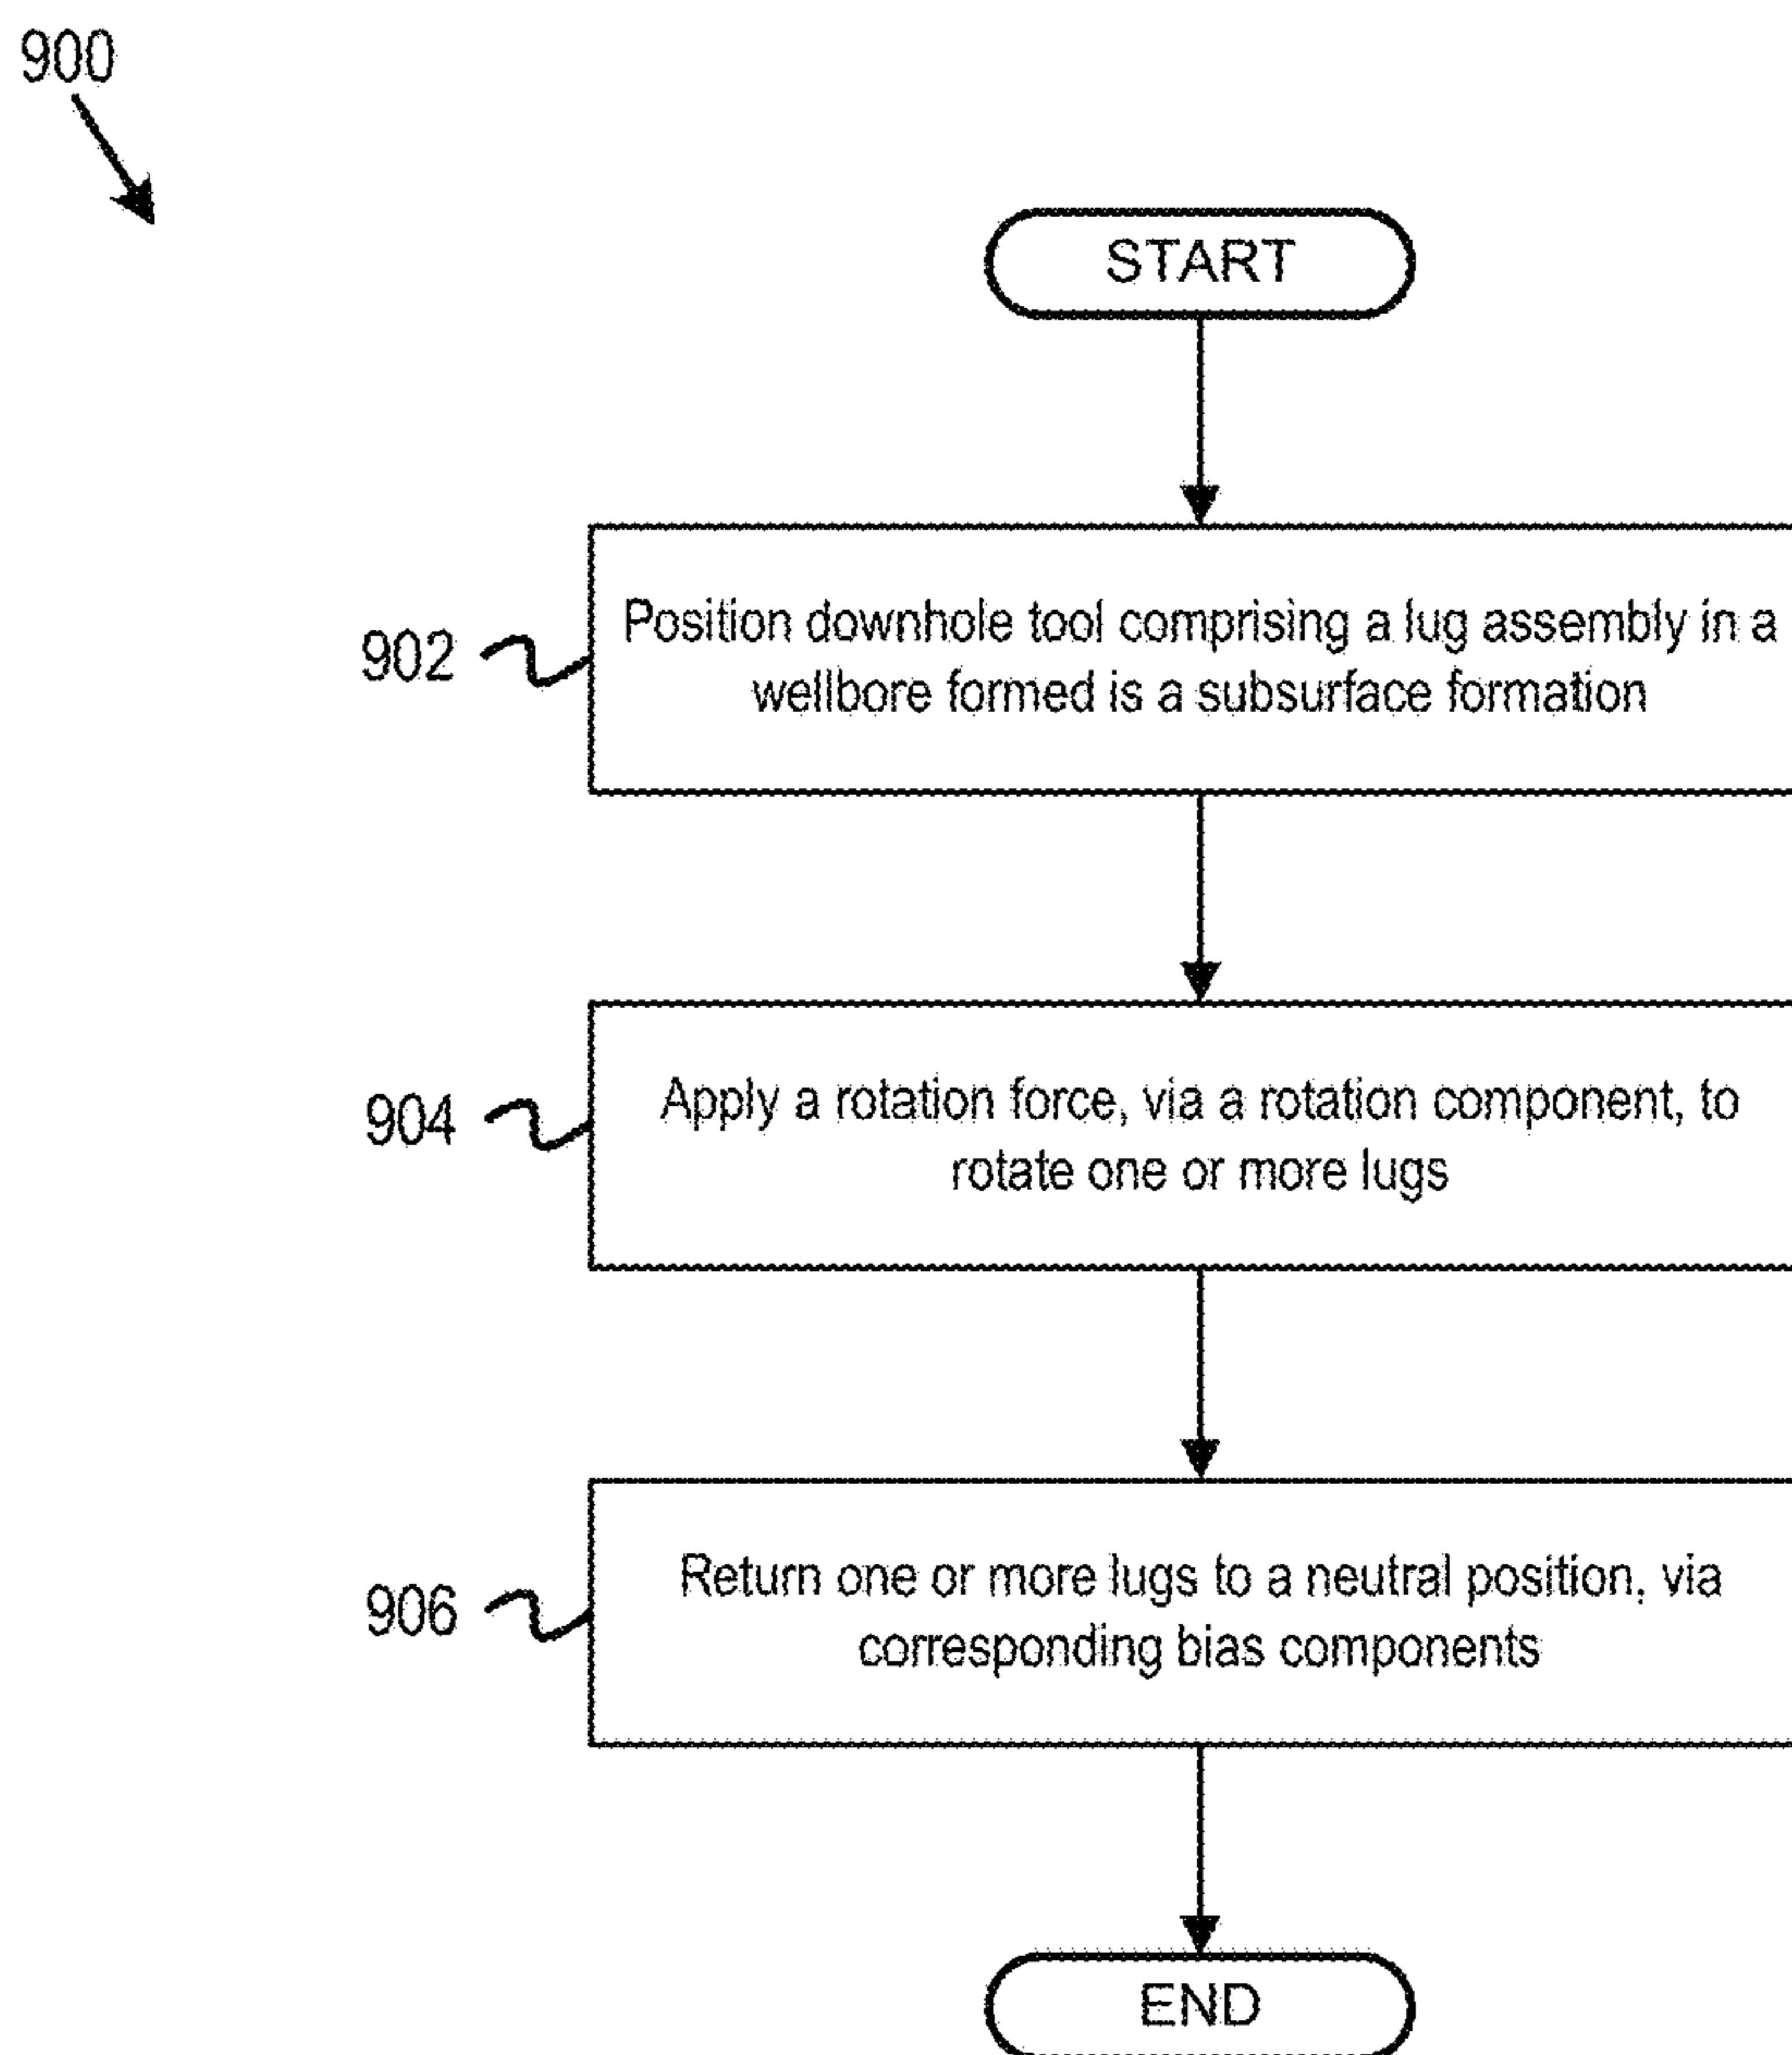 900
START
902
Position downhole tool comprising a lug assembly in a
wellbore formed is a subsurface formation
904
Apply a rotation force, via a rotation component, to
rotate one or more lugs
906
Return one or more lugs to a neutral position, via
corresponding bias components
END